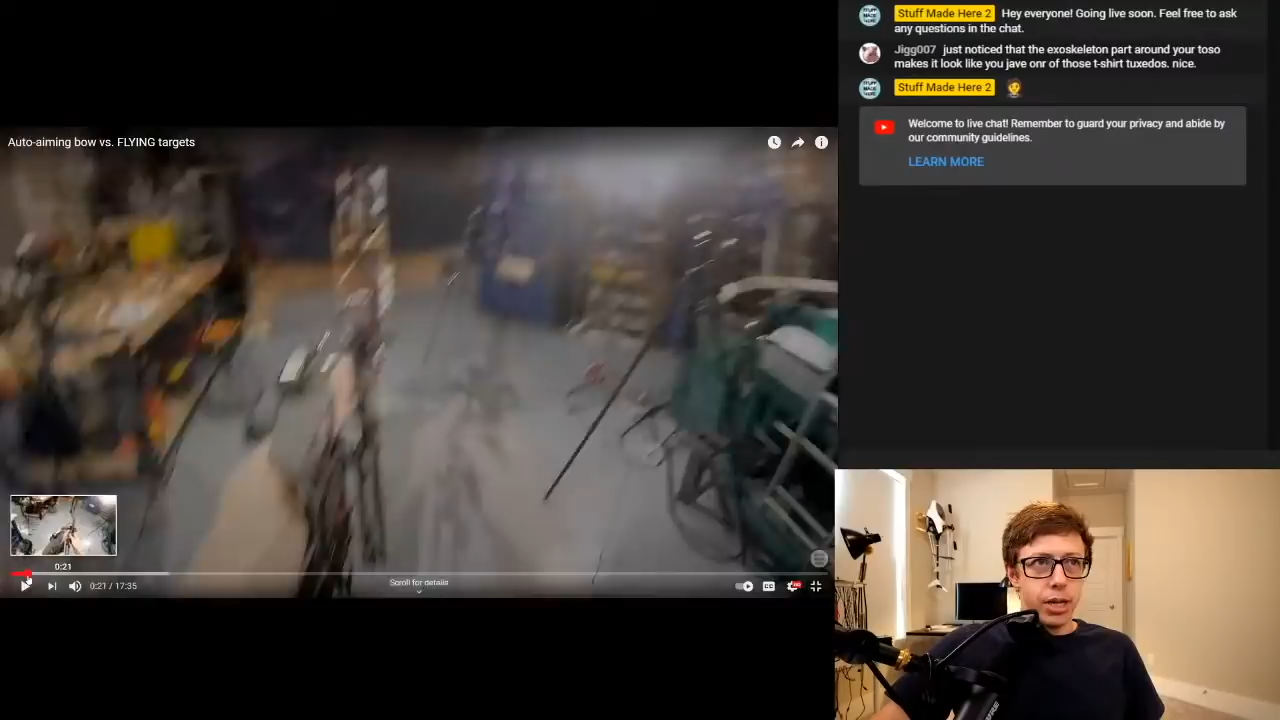 Auto-aiming bow vs. FLYING targets
0:21
0:21 / 17:35
Scroll for details
CC
HD
Stuff Made Here 2 Hey everyone! Going live soon. Feel free to ask
any questions in the chat.
Jigg007 just noticed that the exoskeleton part around your toso
makes it look like you jave onr of those t-shirt tuxedos. nice.
Stuff Made Here 2
Welcome to live chat! Remember to guard your privacy and abide by
our community guidelines.
LEARN MORE